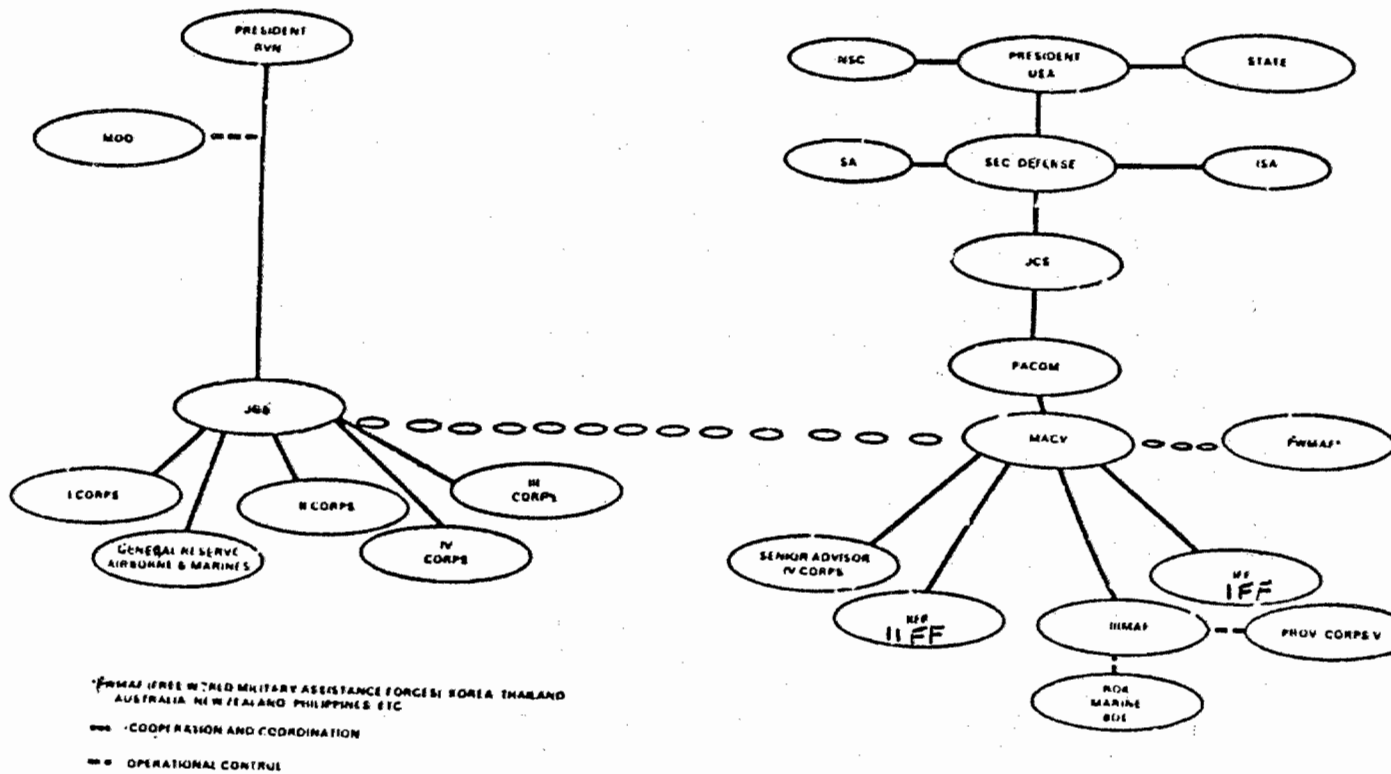 PRESIDENT
RVN
MOD
JGS
I CORPS
GENERAL RESERVE
AIRBORNE & MARINES
II CORPS
IV
CORPS
III
CORPS
NSC
PRESIDENT
USA
STATE
SA
SEC DEFENSE
ISA
JCS
PACOM
MACV
FWMAF*
SENIOR ADVISOR
IV CORPS
IIFF
II FF
IIIMAF
IFF
I FF
PROV CORPS V
ROK
MARINE
BDE
*FWMAF (FREE WORLD MILITARY ASSISTANCE FORCES) KOREA THAILAND
AUSTRALIA NEW ZEALAND PHILIPPINES ETC
COOPERATION AND COORDINATION
OPERATIONAL CONTROL